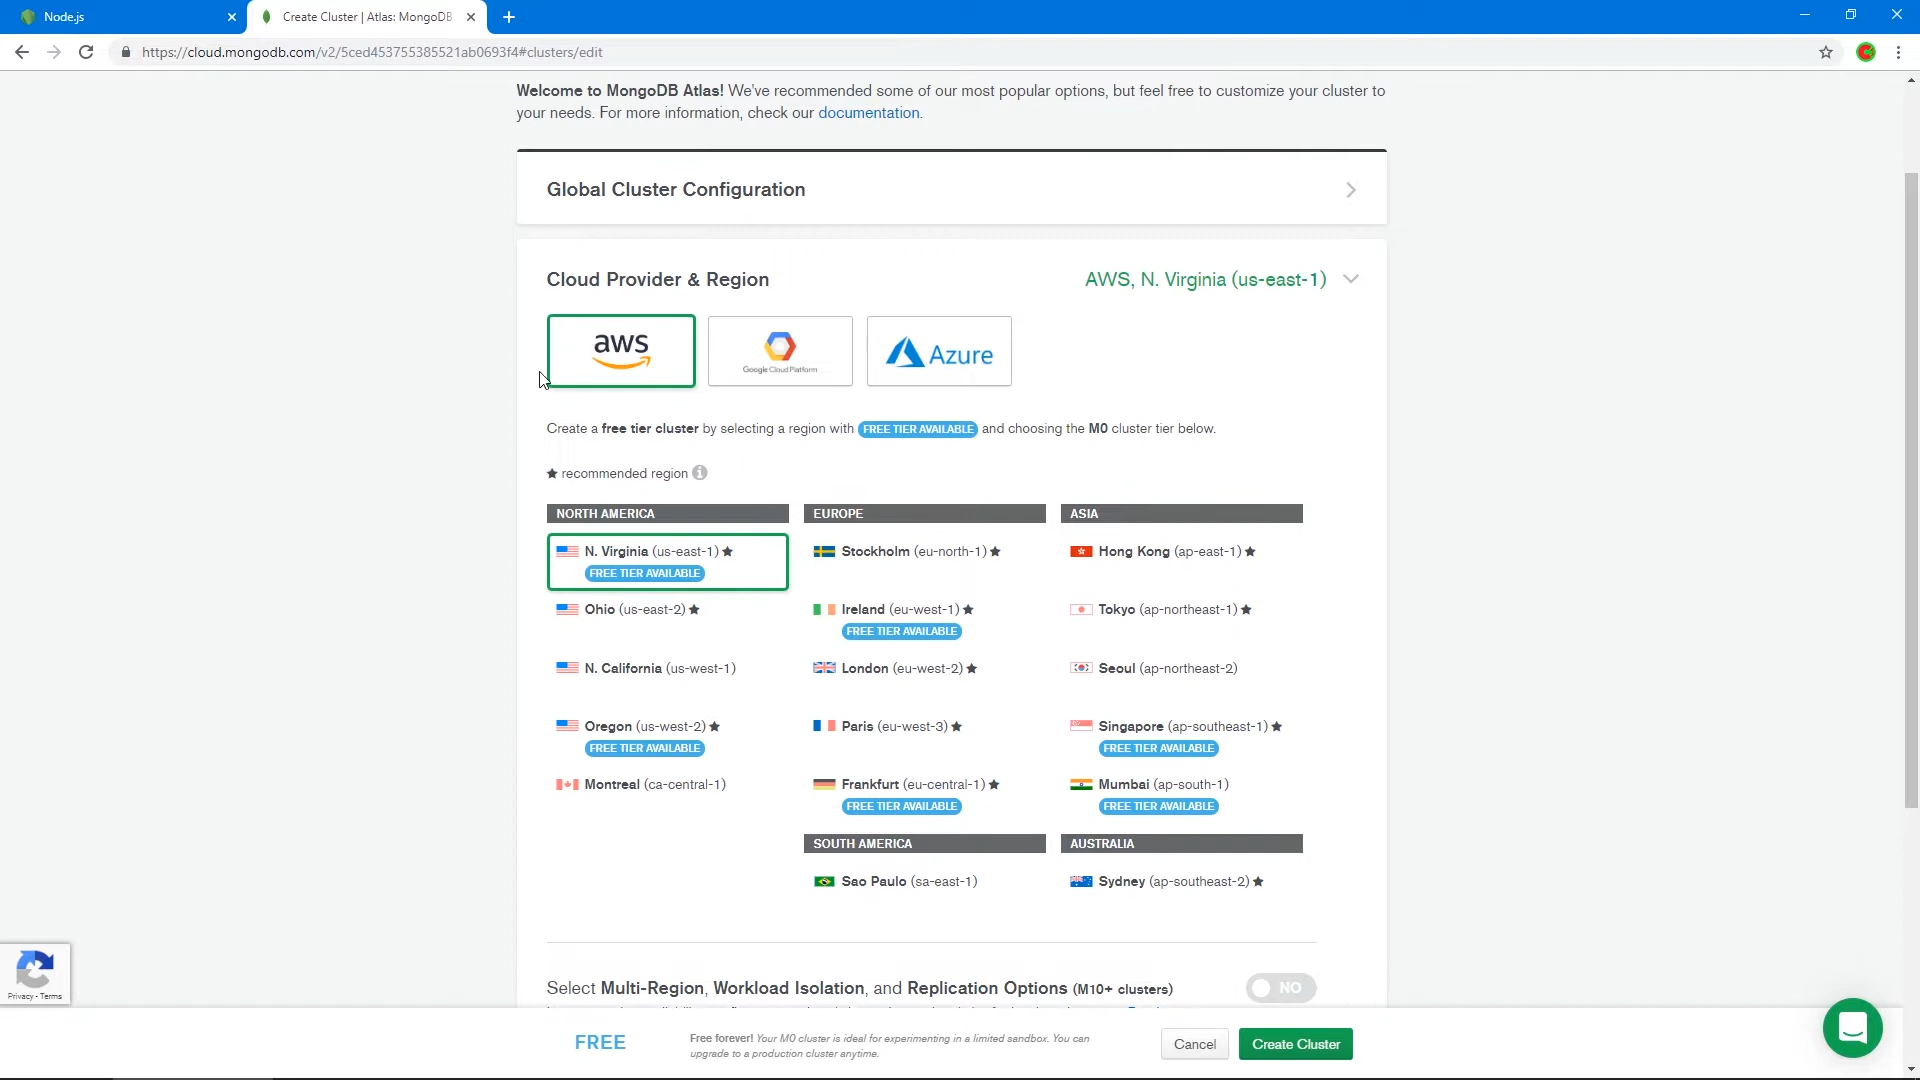 Node.js
Create Cluster | Atlas: MongoDB
https://cloud.mongodb.com/v2/5ced453755385521ab0693f4#clusters/edit
Welcome to MongoDB Atlas! We've recommended some of our most popular options, but feel free to customize your cluster to
your needs. For more information, check our documentation.
Global Cluster Configuration
Cloud Provider & Region
AWS, N. Virginia (us-east-1)
aws
Google Cloud Platform
Azure
Create a free tier cluster by selecting a region with FREE TIER AVAILABLE and choosing the M0 cluster tier below.
★ recommended region
NORTH AMERICA
N. Virginia (us-east-1) ★
FREE TIER AVAILABLE
Ohio (us-east-2) ★
N. California (us-west-1)
Oregon (us-west-2) ★
FREE TIER AVAILABLE
Montreal (ca-central-1)
EUROPE
Stockholm (eu-north-1) ★
Ireland (eu-west-1) ★
FREE TIER AVAILABLE
London (eu-west-2) ★
Paris (eu-west-3) ★
Frankfurt (eu-central-1) ★
FREE TIER AVAILABLE
SOUTH AMERICA
Sao Paulo (sa-east-1)
ASIA
Hong Kong (ap-east-1) ★
Tokyo (ap-northeast-1) ★
Seoul (ap-northeast-2)
Singapore (ap-southeast-1) ★
FREE TIER AVAILABLE
Mumbai (ap-south-1)
FREE TIER AVAILABLE
AUSTRALIA
Sydney (ap-southeast-2) ★
Select Multi-Region, Workload Isolation, and Replication Options (M10+ clusters)
NO
Privacy - Terms
FREE
Free forever! Your M0 cluster is ideal for experimenting in a limited sandbox. You can
upgrade to a production cluster anytime.
Cancel
Create Cluster